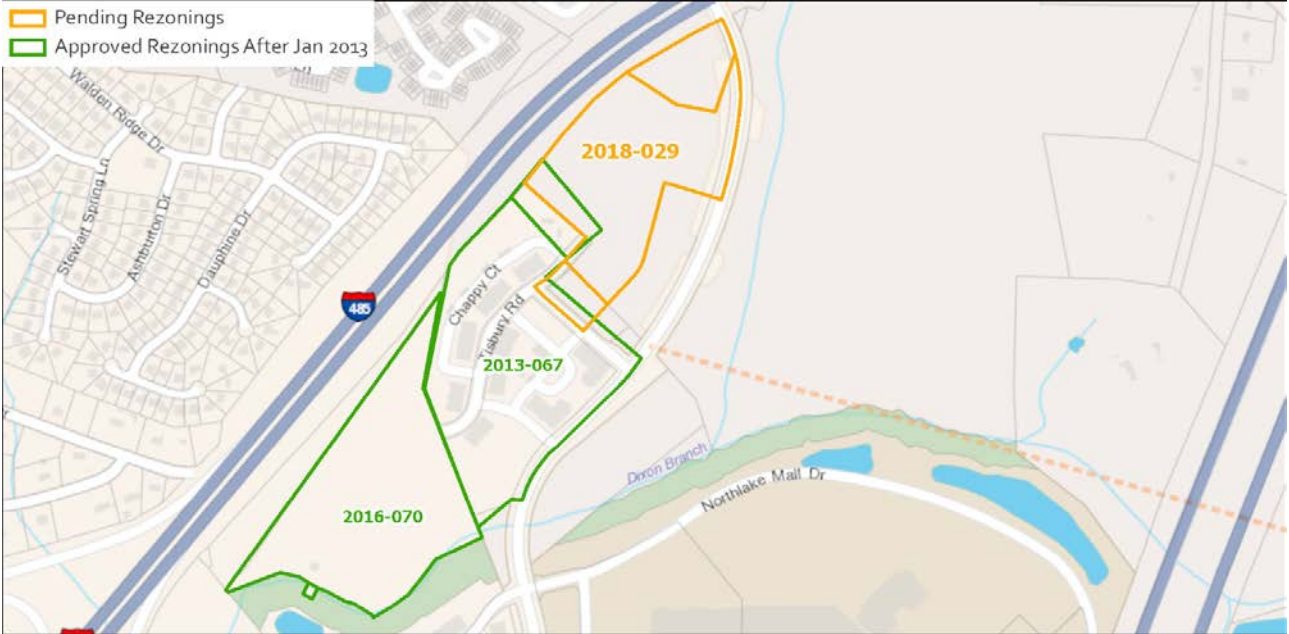 Pending Rezonings
Approved Rezonings After Jan 2013
Walden Ridge Dr
2018-029
Stewart Spring Ln
Ashburton Dr
Dauphine Dr
485
Chappy Ct
Tisbury Rd
2013-067
Dixon Branch
Northlake Mall Dr
2016-070